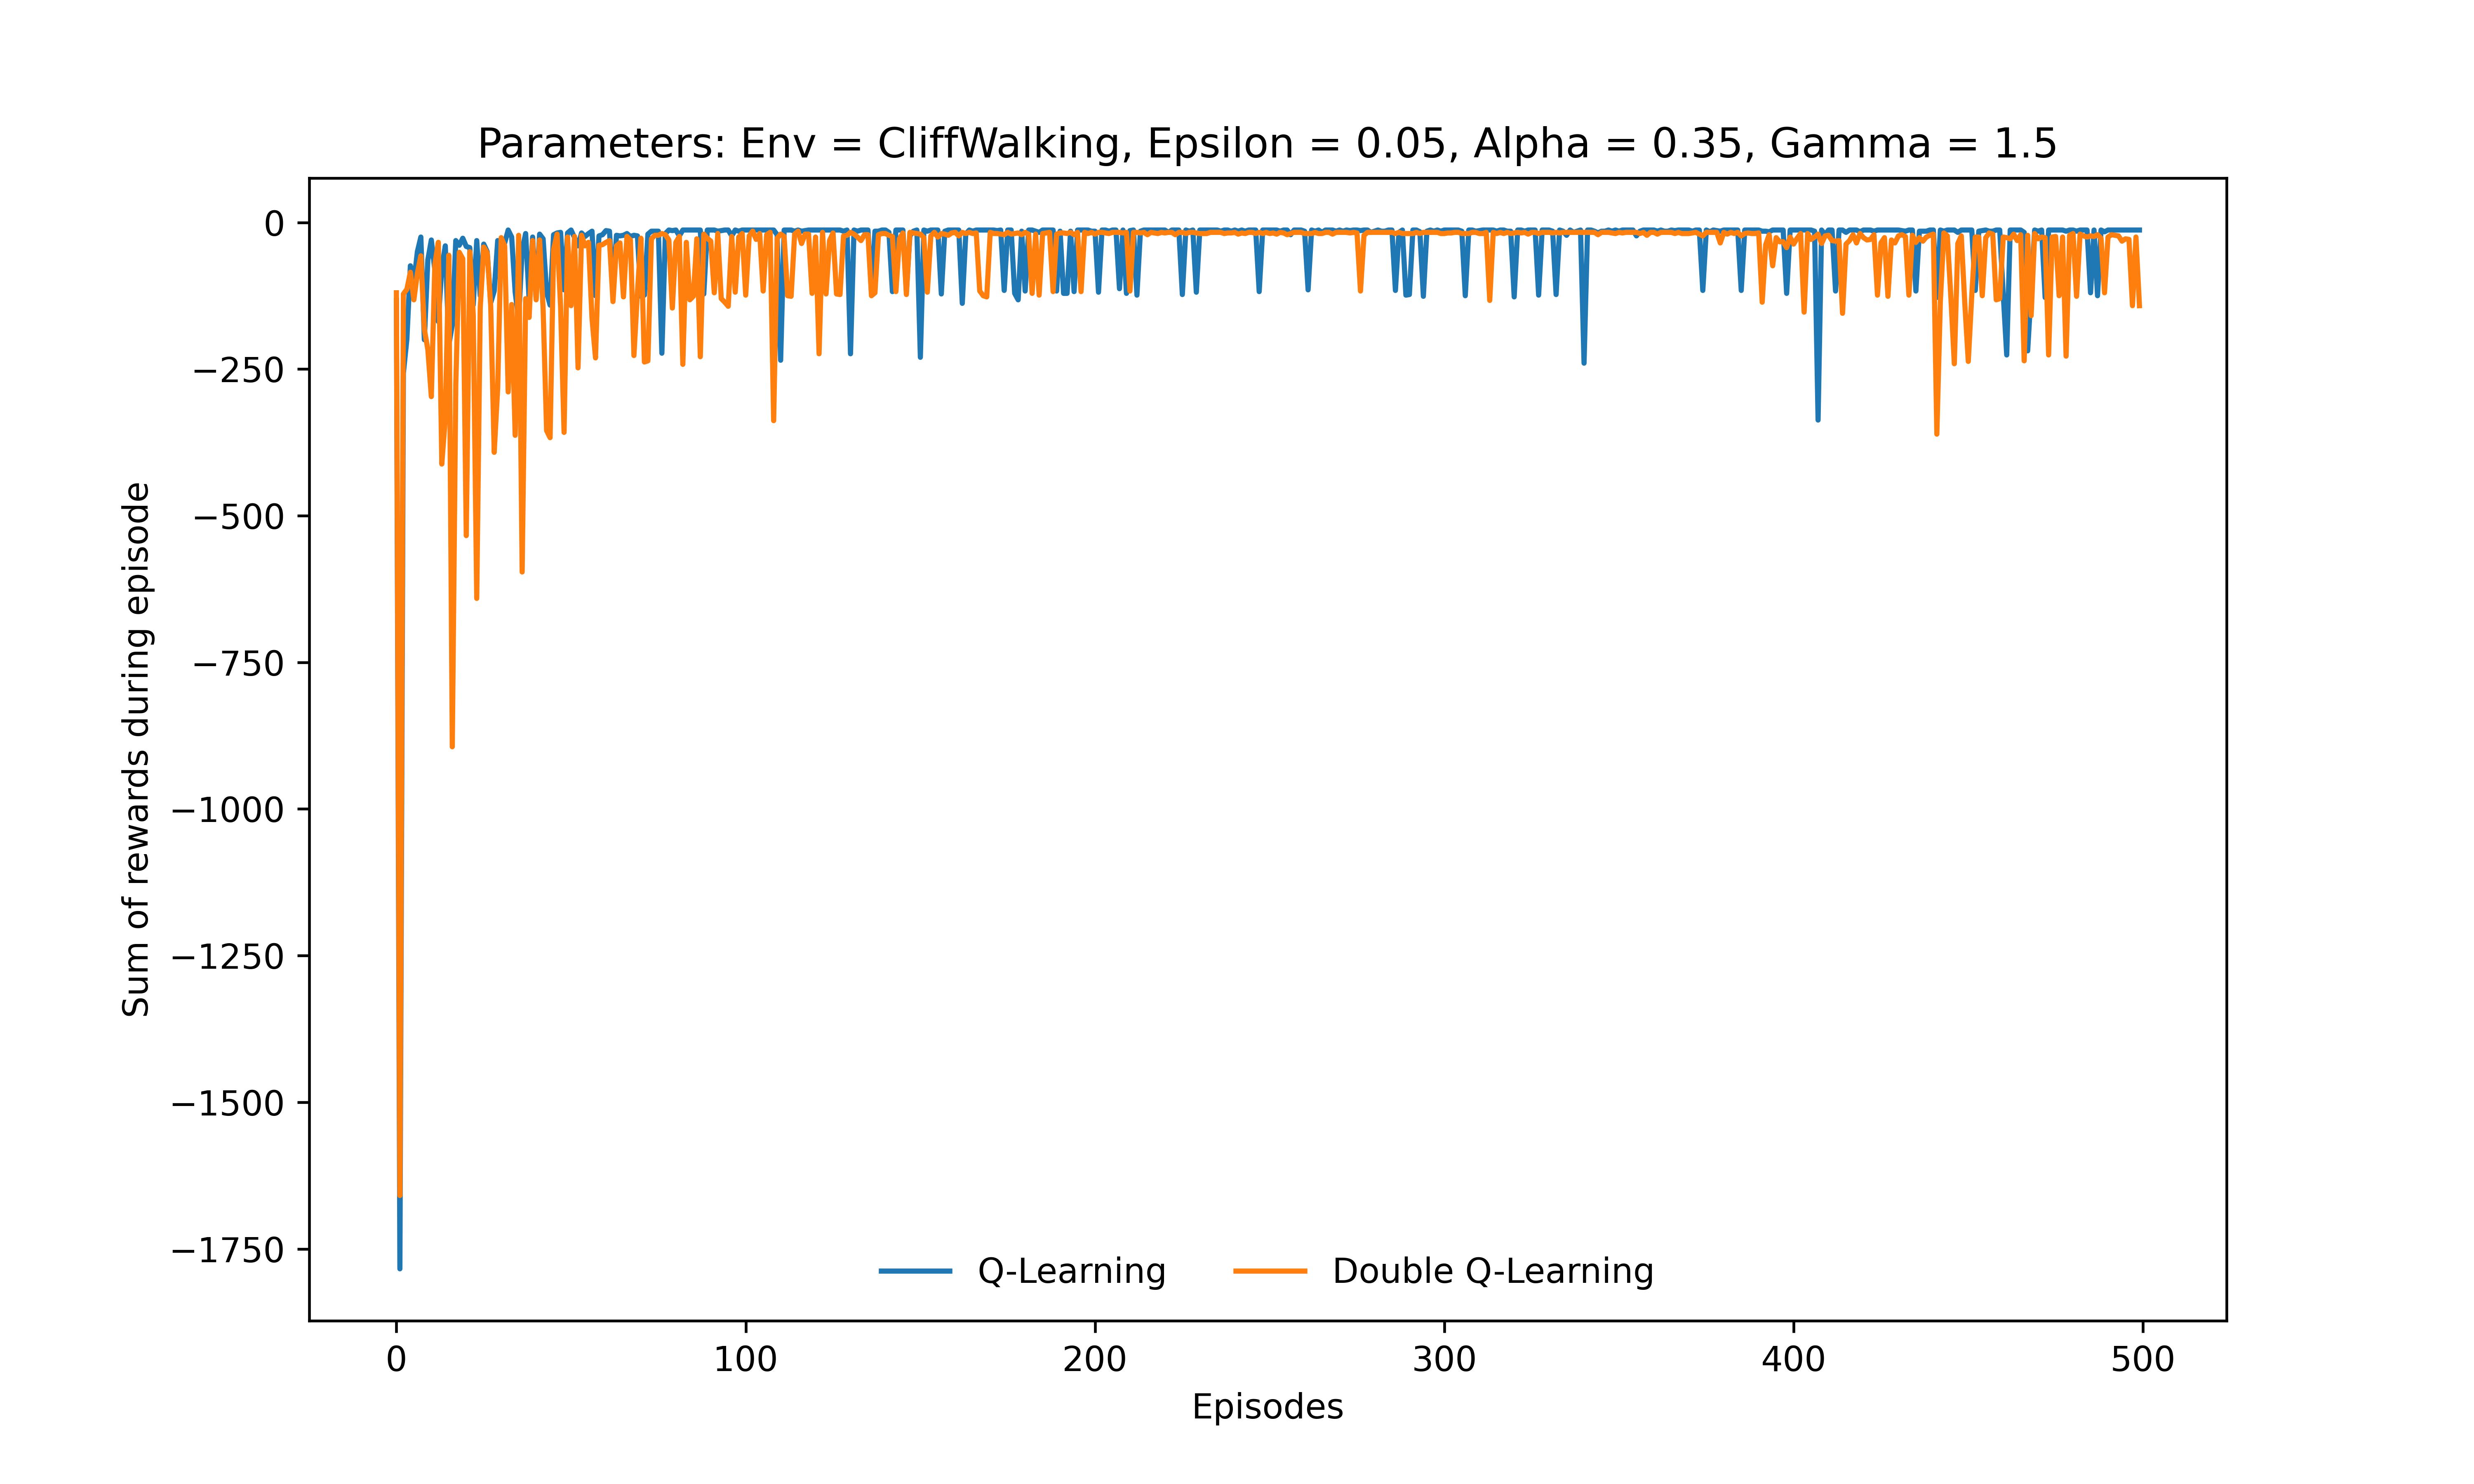 Parameters: Env = CliffWalking, Epsilon = 0.05, Alpha = 0.35, Gamma = 1.5
Sum of rewards during episode
0
−250
−500
−750
−1000
−1250
−1500
−1750
Q-Learning
Double Q-Learning
0 100 200 300 400 500
Episodes